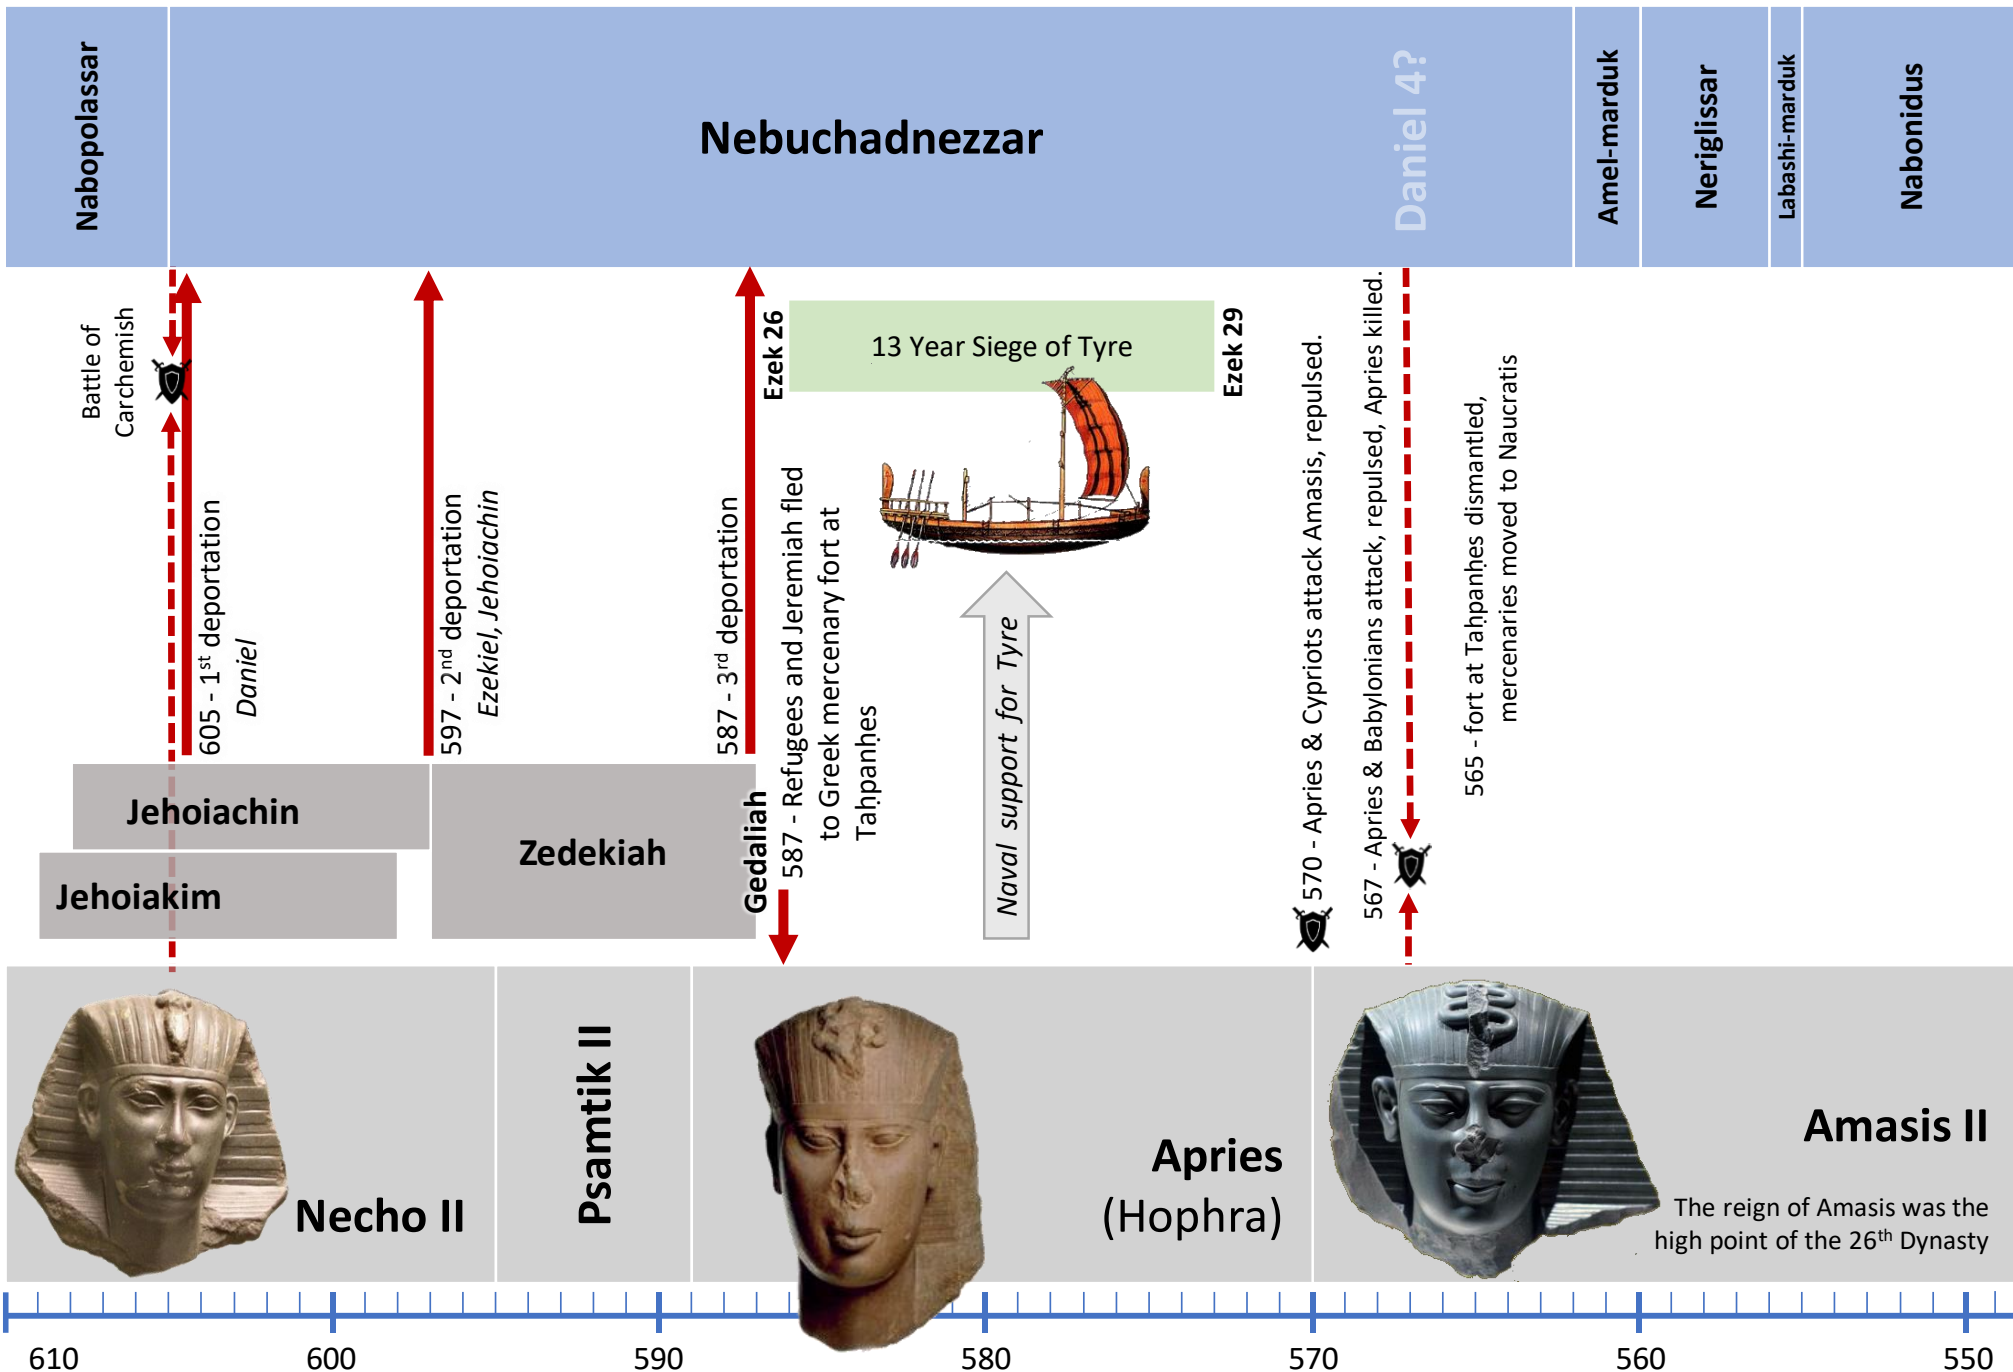 Nabopolassar
Nebuchadnezzar
Daniel 4?
Amel-marduk
Neriglissar
Labashi-marduk
Nabonidus
Battle of
Carchemish
605 - 1st deportation
Daniel
597 - 2nd deportation
Ezekiel, Jehoiachin
587 - 3rd deportation
Ezek 26
13 Year Siege of Tyre
Ezek 29
587 - Refugees and Jeremiah fled
to Greek mercenary fort at
Taḥpanḥes
Naval support for Tyre
570 - Apries & Cypriots attack Amasis, repulsed.
567 - Apries & Babylonians attack, repulsed, Apries killed.
565 - fort at Taḥpanḥes dismantled,
mercenaries moved to Naucratis
Jehoiachin
Jehoiakim
Zedekiah
Gedaliah
Necho II
Psamtik II
Apries
(Hophra)
Amasis II
The reign of Amasis was the
high point of the 26th Dynasty
610 600 590 580 570 560 550